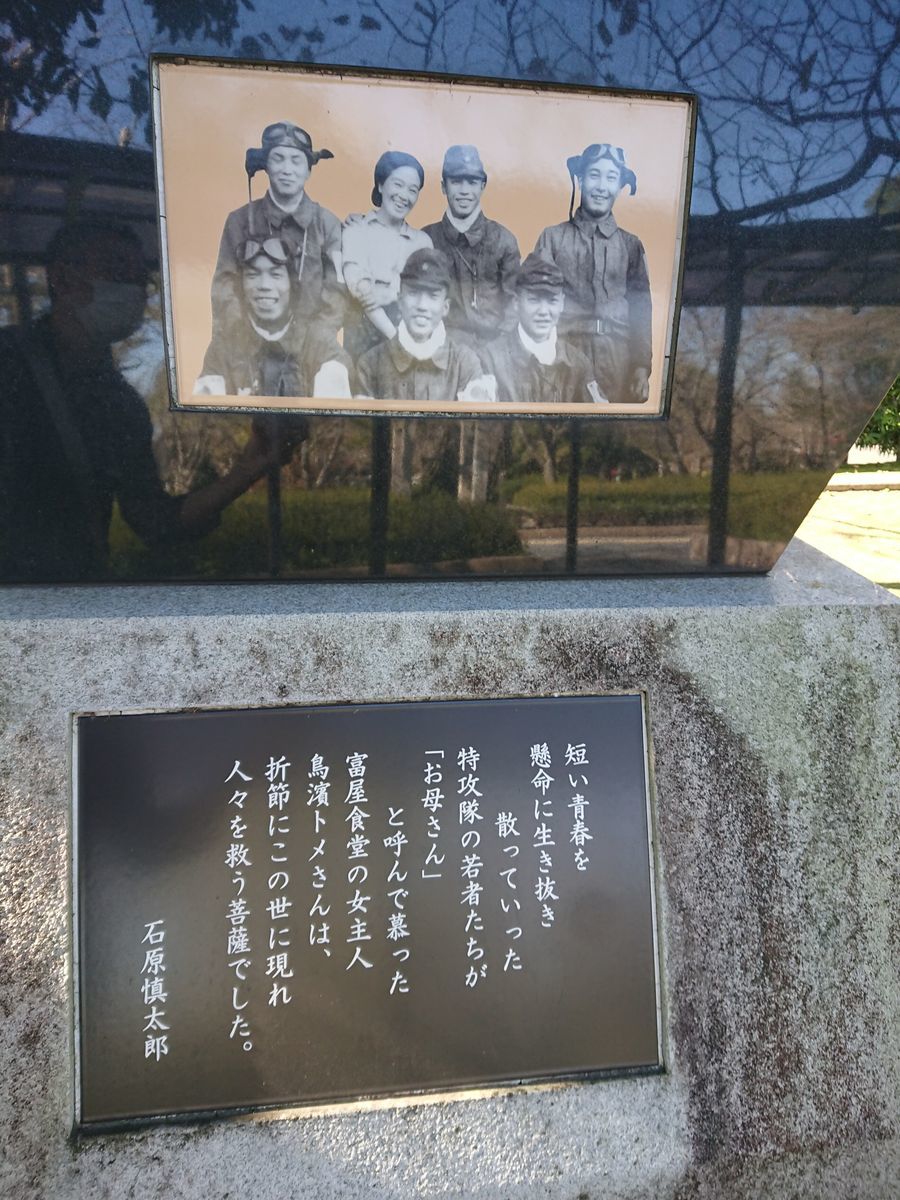 短い青春を
懸命に生き抜き
散っていった
特攻隊の若者たちが
「お母さん」
と呼んで慕った
富屋食堂の女主人
鳥濱トメさんは、
折節にこの世に現れ
人々を救う菩薩でした。
石原慎太郎